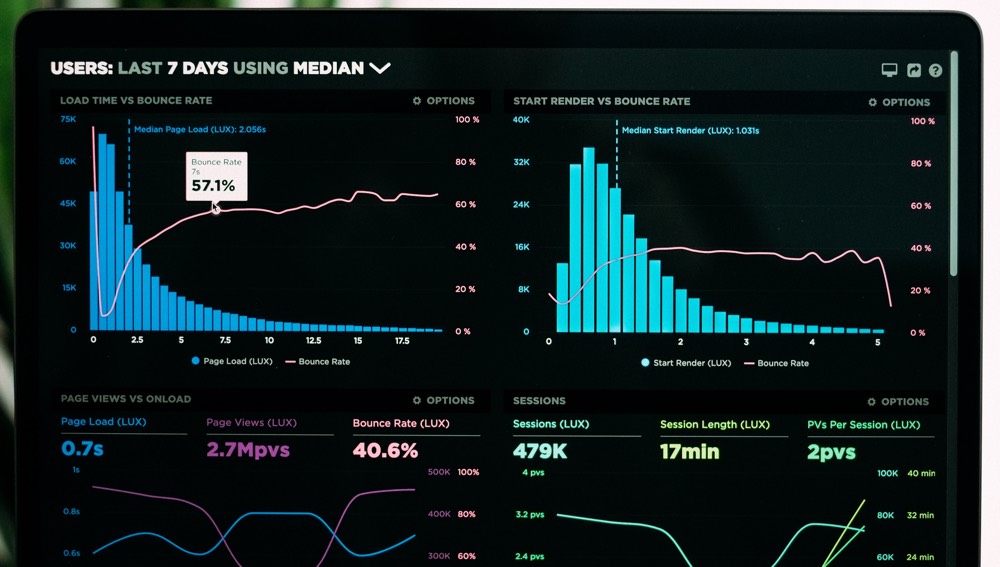 USERS: LAST 7 DAYS USING MEDIAN
LOAD TIME VS BOUNCE RATE
OPTIONS
75K
60K
45K
30K
15K
0
100 %
80 %
60 %
40 %
20 %
0 %
Median Page Load (LUX): 2.056s
Bounce Rate
7s
57.1%
0 2.5 5 7.5 10 12.5 15 17.5
Page Load (LUX) Bounce Rate
START RENDER VS BOUNCE RATE
OPTIONS
40K
32K
24K
16K
8K
0
100 %
80 %
60 %
40 %
20 %
0 %
Median Start Render (LUX): 1.031s
0 1 2 3 4 5
Start Render (LUX) Bounce Rate
PAGE VIEWS VS ONLOAD
OPTIONS
Page Load (LUX) Page Views (LUX) Bounce Rate (LUX)
0.7s 2.7Mpvs 40.6%
1s
0.8s
0.6s
500K 100%
400K 80%
300K 60%
SESSIONS
OPTIONS
Sessions (LUX) Session Length (LUX) PVs Per Session (LUX)
479K 17min 2pvs
4 pvs
3.2 pvs
2.4 pvs
100K 40 min
80K 32 min
60K 24 min